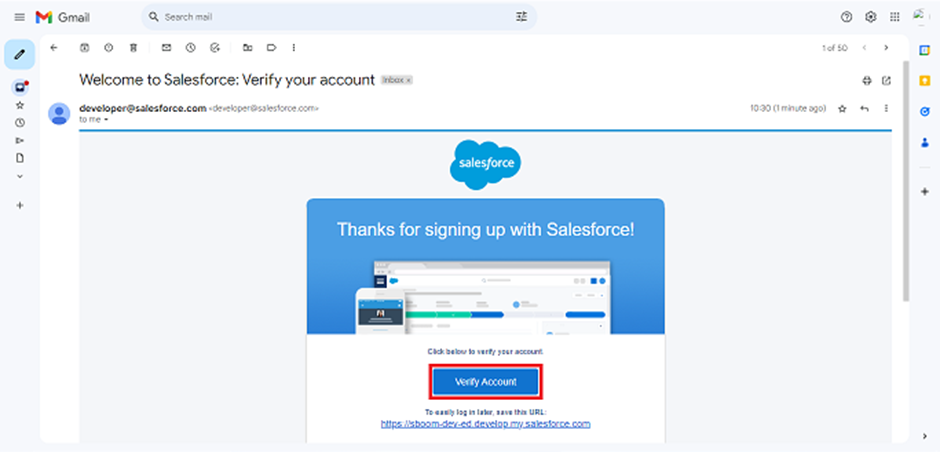 Gmail
Search mail
1 of 50
Welcome to Salesforce: Verify your account Inbox ×
developer@salesforce.com <developer@salesforce.com>
10:30 (1 minute ago)
to me
salesforce
Thanks for signing up with Salesforce!
Click below to verify your account.
Verify Account
To easily log in later, save this URL:
https://sboom-dev-ed.develop.my.salesforce.com